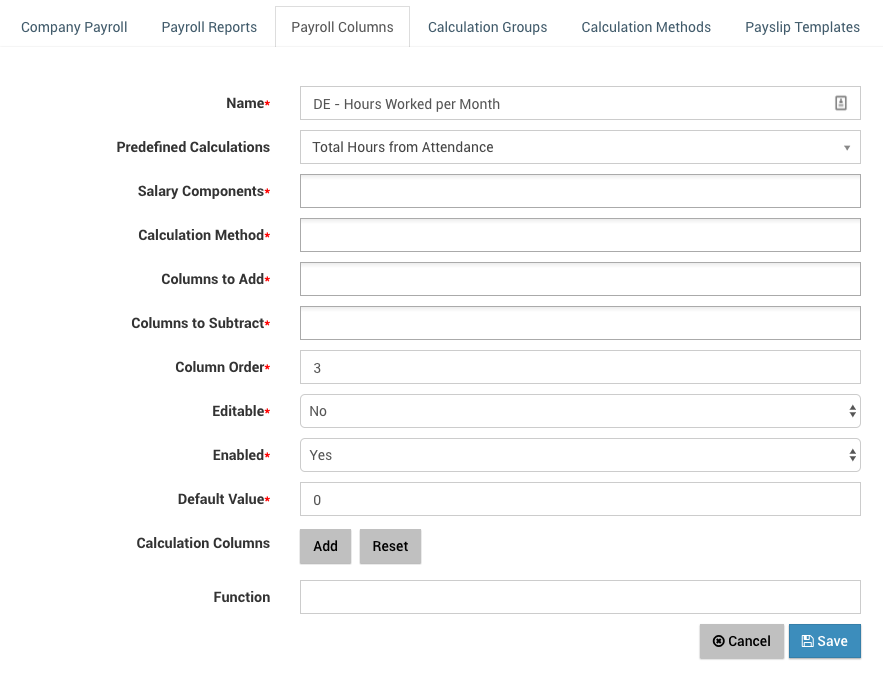 Company Payroll Payroll Reports Payroll Columns Calculation Groups Calculation Methods Payslip Templates
Name* DE - Hours Worked per Month
Predefined Calculations Total Hours from Attendance
Salary Components*
Calculation Method*
Columns to Add*
Columns to Subtract*
Column Order* 3
Editable* No
Enabled* Yes
Default Value* 0
Calculation Columns Add Reset
Function
Cancel Save